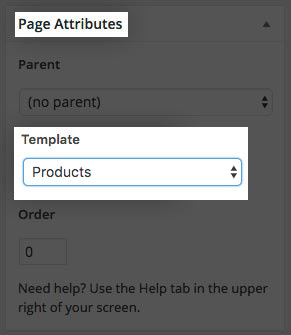 Page Attributes
Parent
(no parent)
Template
Products
Order
0
Need help? Use the Help tab in the upper
right of your screen.